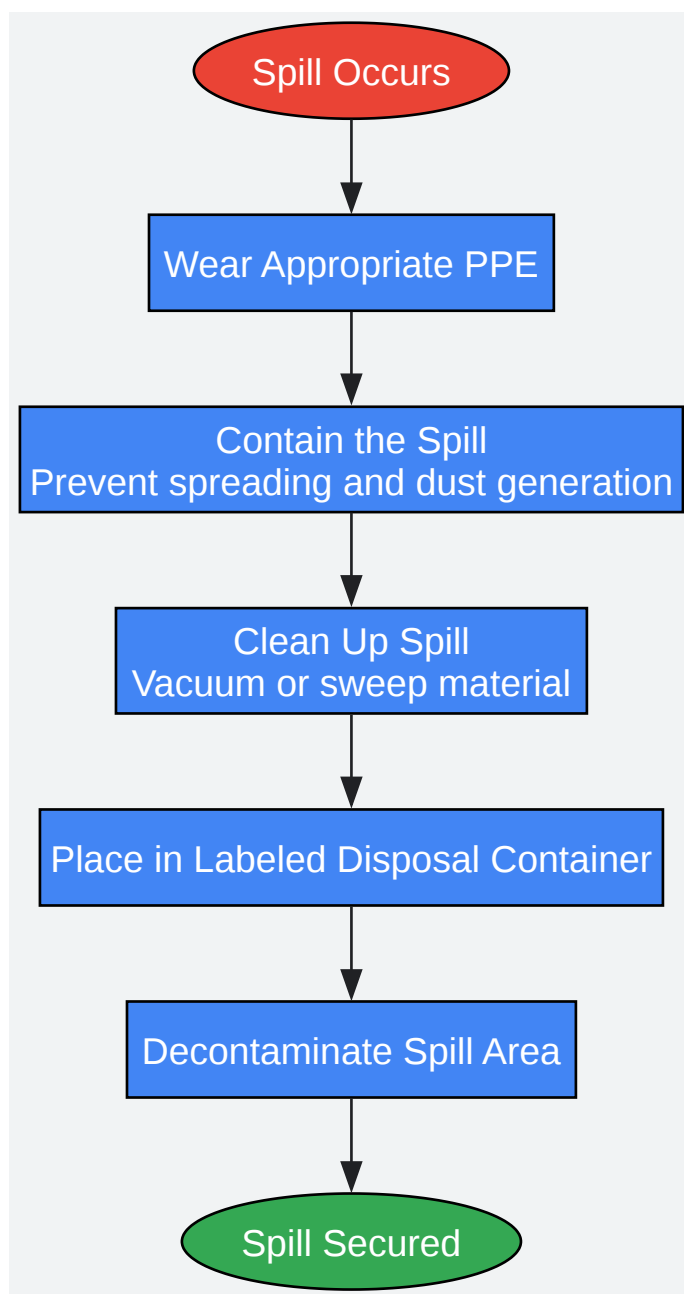 Spill Occurs
Wear Appropriate PPE
Contain the Spill
Prevent spreading and dust generation
Clean Up Spill
Vacuum or sweep material
Place in Labeled Disposal Container
Decontaminate Spill Area
Spill Secured